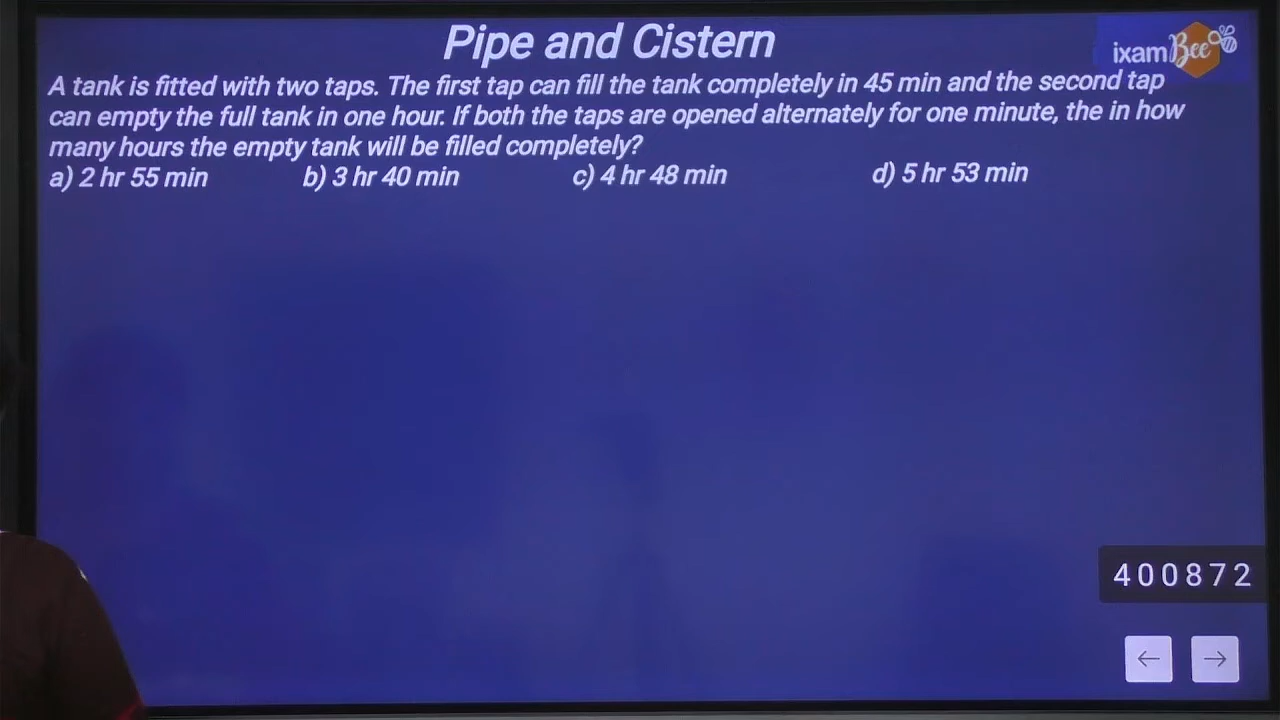 Pipe and Cistern
ixamBee
A tank is fitted with two taps. The first tap can fill the tank completely in 45 min and the second tap
can empty the full tank in one hour. If both the taps are opened alternately for one minute, the in how
many hours the empty tank will be filled completely?
a) 2 hr 55 min b) 3 hr 40 min c) 4 hr 48 min d) 5 hr 53 min
400872